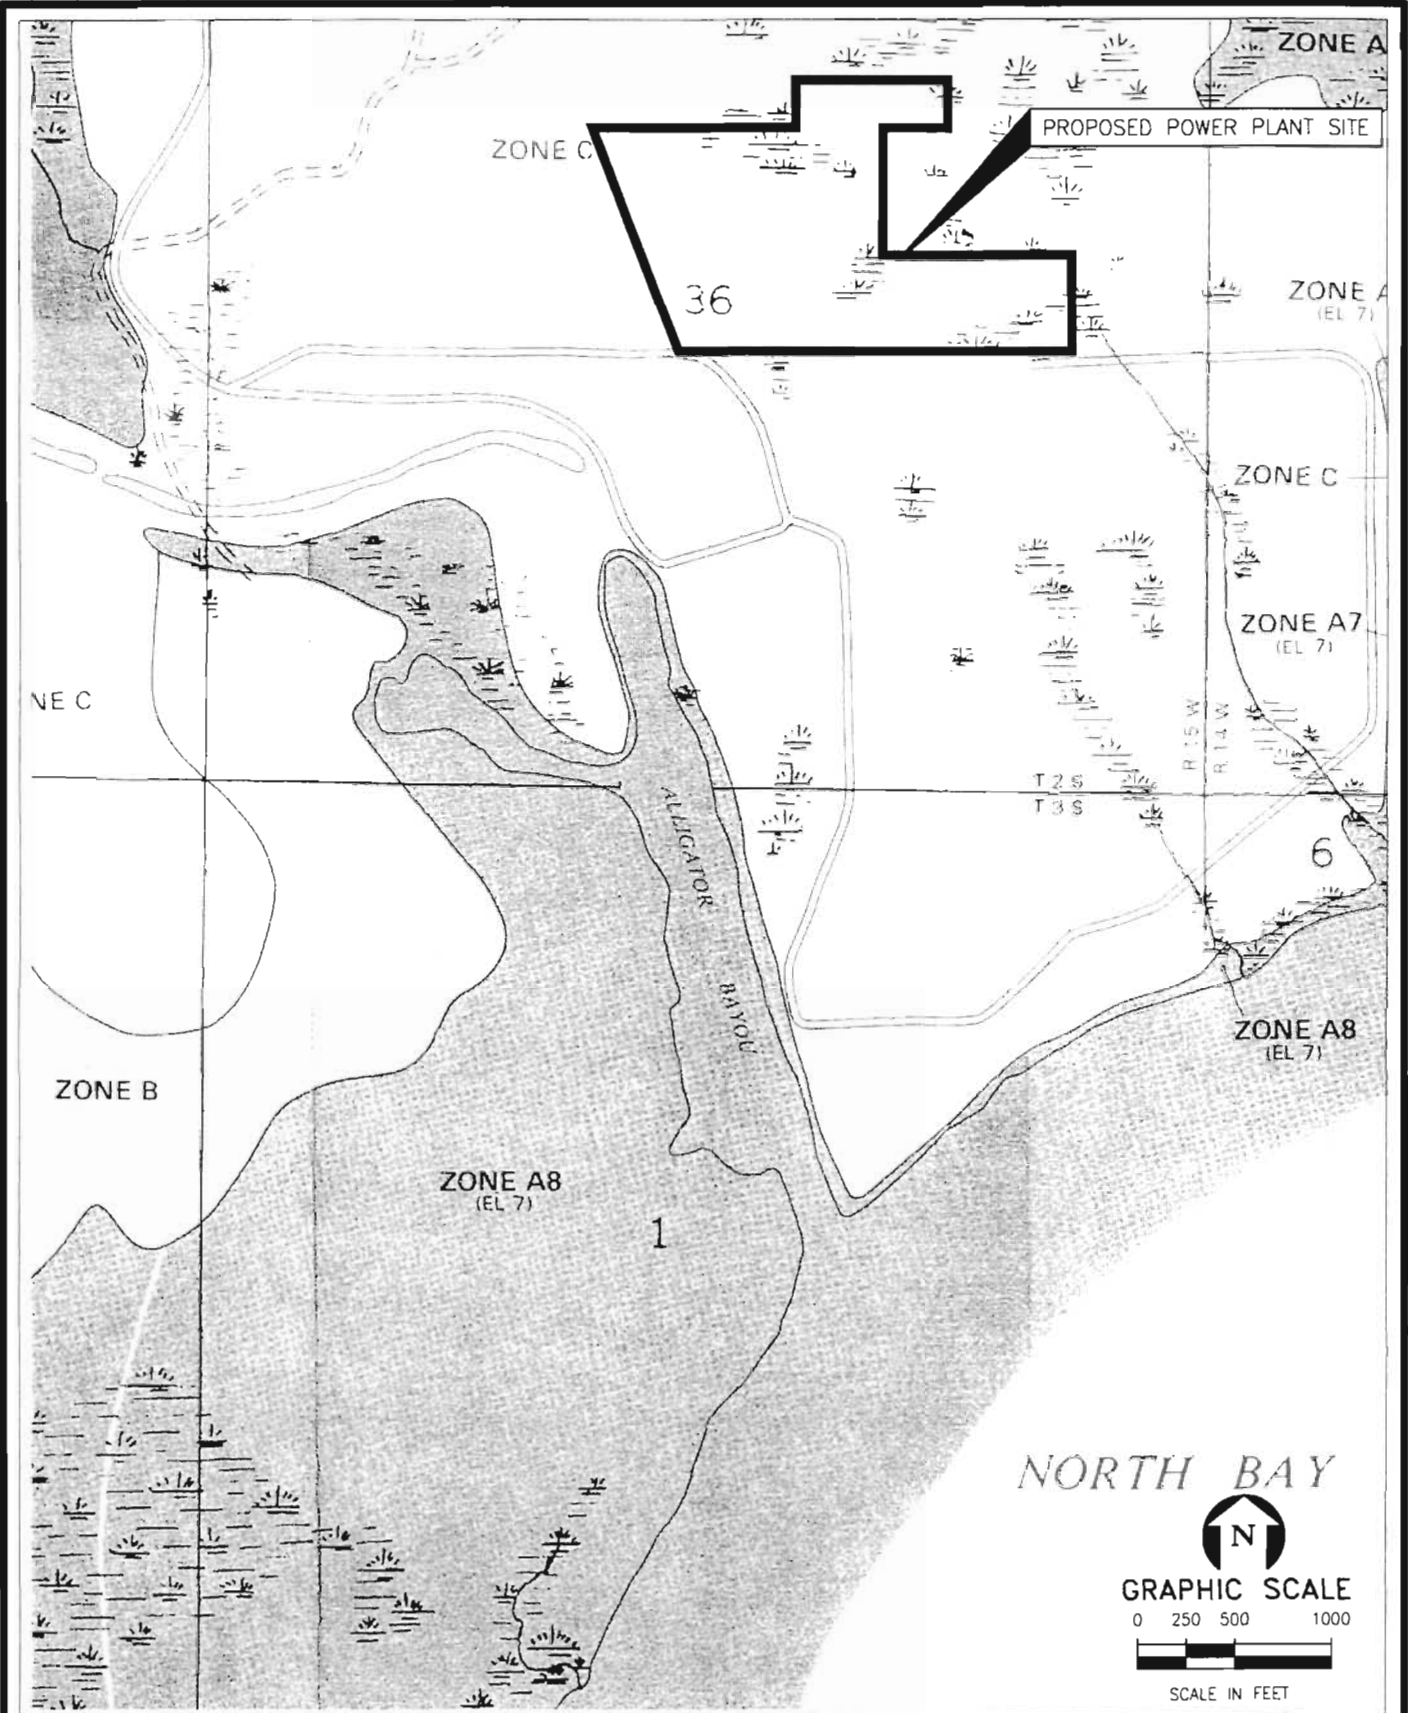 ZONE A
PROPOSED POWER PLANT SITE
ZONE C
36
ZONE A
(EL 7)
ZONE C
ZONE A7
(EL 7)
NE C
R 15 W
R 14 W
T 2 S
T 3 S
ALLIGATOR BAYOU
6
ZONE A8
(EL 7)
ZONE B
ZONE A8
(EL 7)
1
NORTH BAY
N
GRAPHIC SCALE
0 250 500 1000
SCALE IN FEET